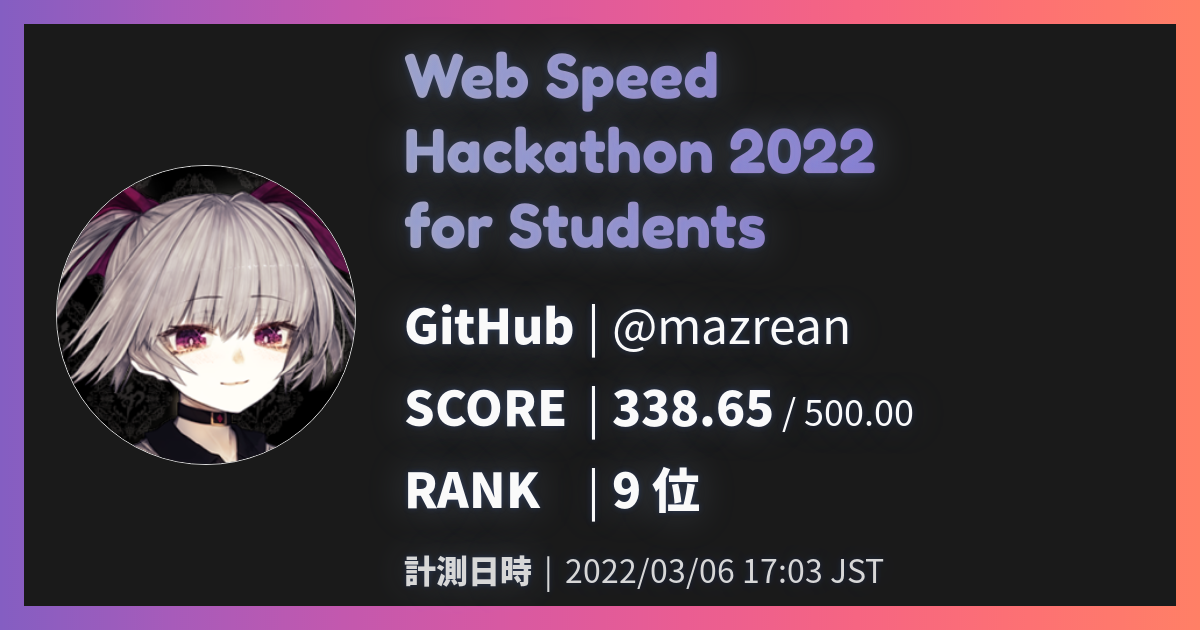 Web Speed
Hackathon 2022
for Students
GitHub | @mazrean
SCORE | 338.65 / 500.00
RANK | 9 位
計測日時 | 2022/03/06 17:03 JST